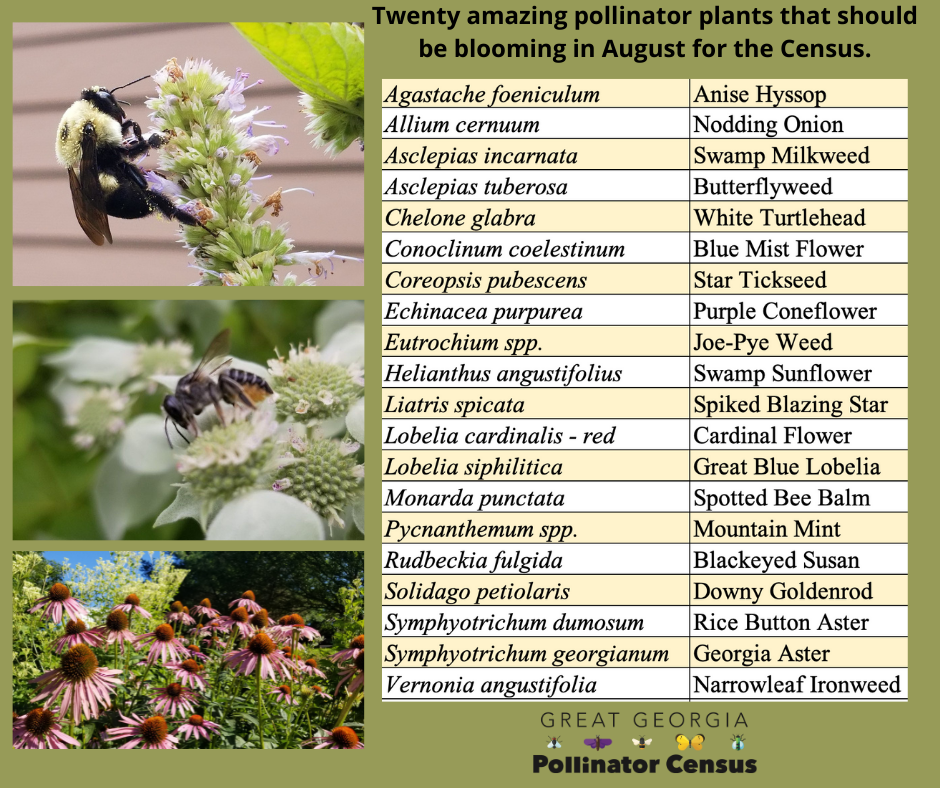 Twenty amazing pollinator plants that should
be blooming in August for the Census.
Agastache foeniculum Anise Hyssop
Allium cernuum Nodding Onion
Asclepias incarnata Swamp Milkweed
Asclepias tuberosa Butterflyweed
Chelone glabra White Turtlehead
Conoclinum coelestinum Blue Mist Flower
Coreopsis pubescens Star Tickseed
Echinacea purpurea Purple Coneflower
Eutrochium spp. Joe-Pye Weed
Helianthus angustifolius Swamp Sunflower
Liatris spicata Spiked Blazing Star
Lobelia cardinalis - red Cardinal Flower
Lobelia siphilitica Great Blue Lobelia
Monarda punctata Spotted Bee Balm
Pycnanthemum spp. Mountain Mint
Rudbeckia fulgida Blackeyed Susan
Solidago petiolaris Downy Goldenrod
Symphyotrichum dumosum Rice Button Aster
Symphyotrichum georgianum Georgia Aster
Vernonia angustifolia Narrowleaf Ironweed
GREAT GEORGIA
Pollinator Census